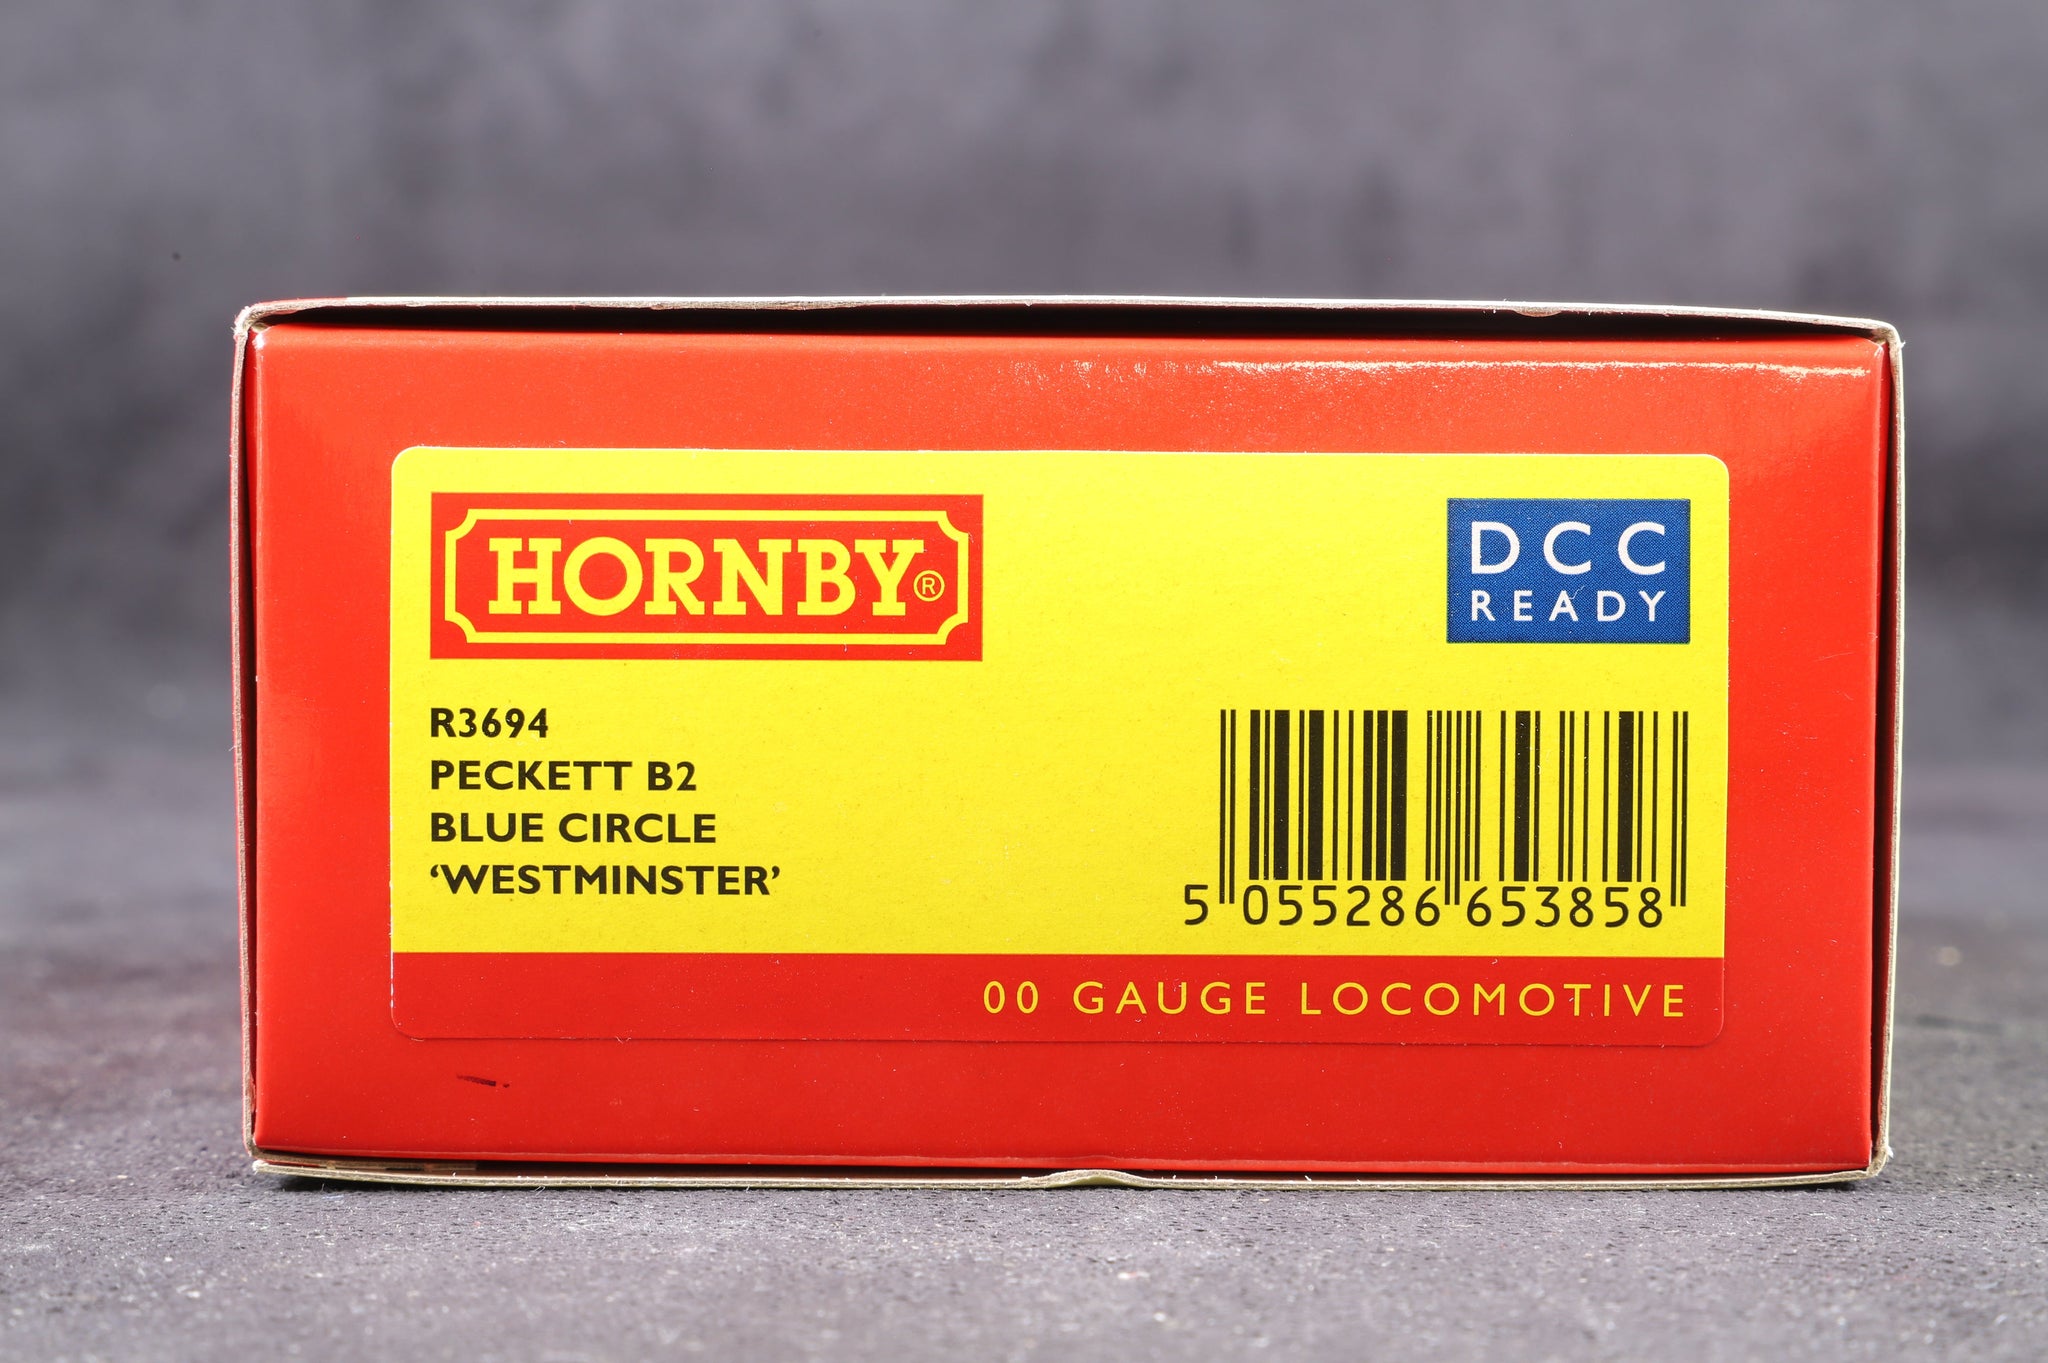 HORNBY®
DCC
READY
R3694
PECKETT B2
BLUE CIRCLE
‘WESTMINSTER’
5 055286 653858
00 GAUGE LOCOMOTIVE